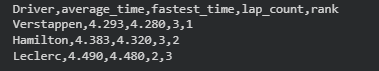 Driver,average_time,fastest_time,lap_count,rank
Verstappen,4.293,4.280,3,1
Hamilton,4.383,4.320,3,2
Leclerc,4.490,4.480,2,3